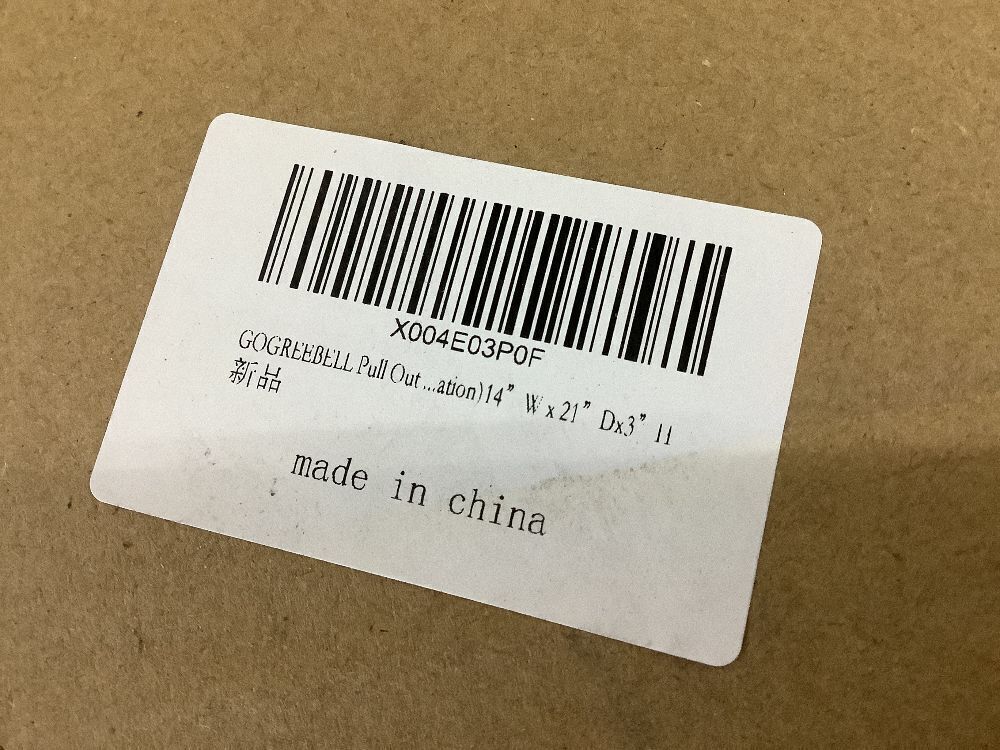 X004E03P0F
GOGREEBELL Pull Out ...ation)14” W x 21” Dx3” H
新品
made in china